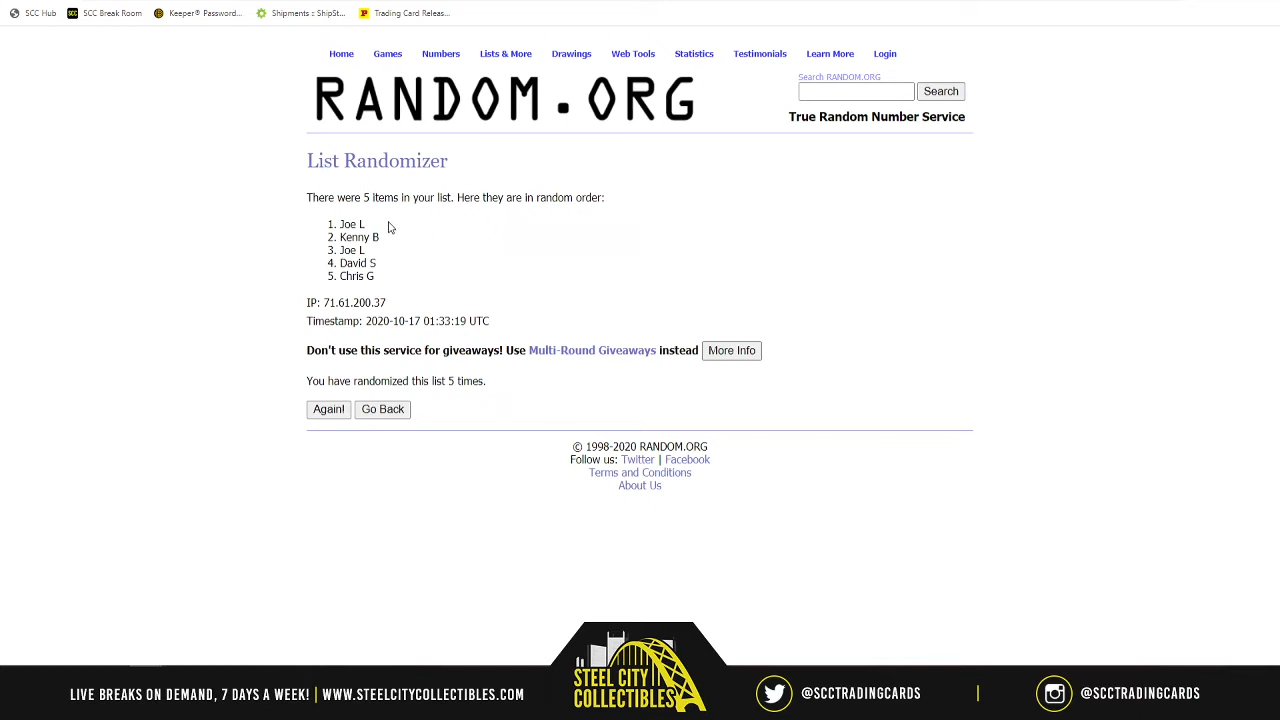 SCC Hub SCC Break Room Keeper® Password... Shipments :: ShipSt... Trading Card Releas...
Home Games Numbers Lists & More Drawings Web Tools Statistics Testimonials Learn More Login
RANDOM.ORG
Search RANDOM.ORG
Search
True Random Number Service
List Randomizer
There were 5 items in your list. Here they are in random order:
1. Joe L
2. Kenny B
3. Joe L
4. David S
5. Chris G
IP: 71.61.200.37
Timestamp: 2020-10-17 01:33:19 UTC
Don't use this service for giveaways! Use Multi-Round Giveaways instead More Info
You have randomized this list 5 times.
Again! Go Back
© 1998-2020 RANDOM.ORG
Follow us: Twitter | Facebook
Terms and Conditions
About Us
LIVE BREAKS ON DEMAND, 7 DAYS A WEEK! | WWW.STEELCITYCOLLECTIBLES.COM
STEEL CITY
COLLECTIBLES
@SCCTRADINGCARDS | @SCCTRADINGCARDS